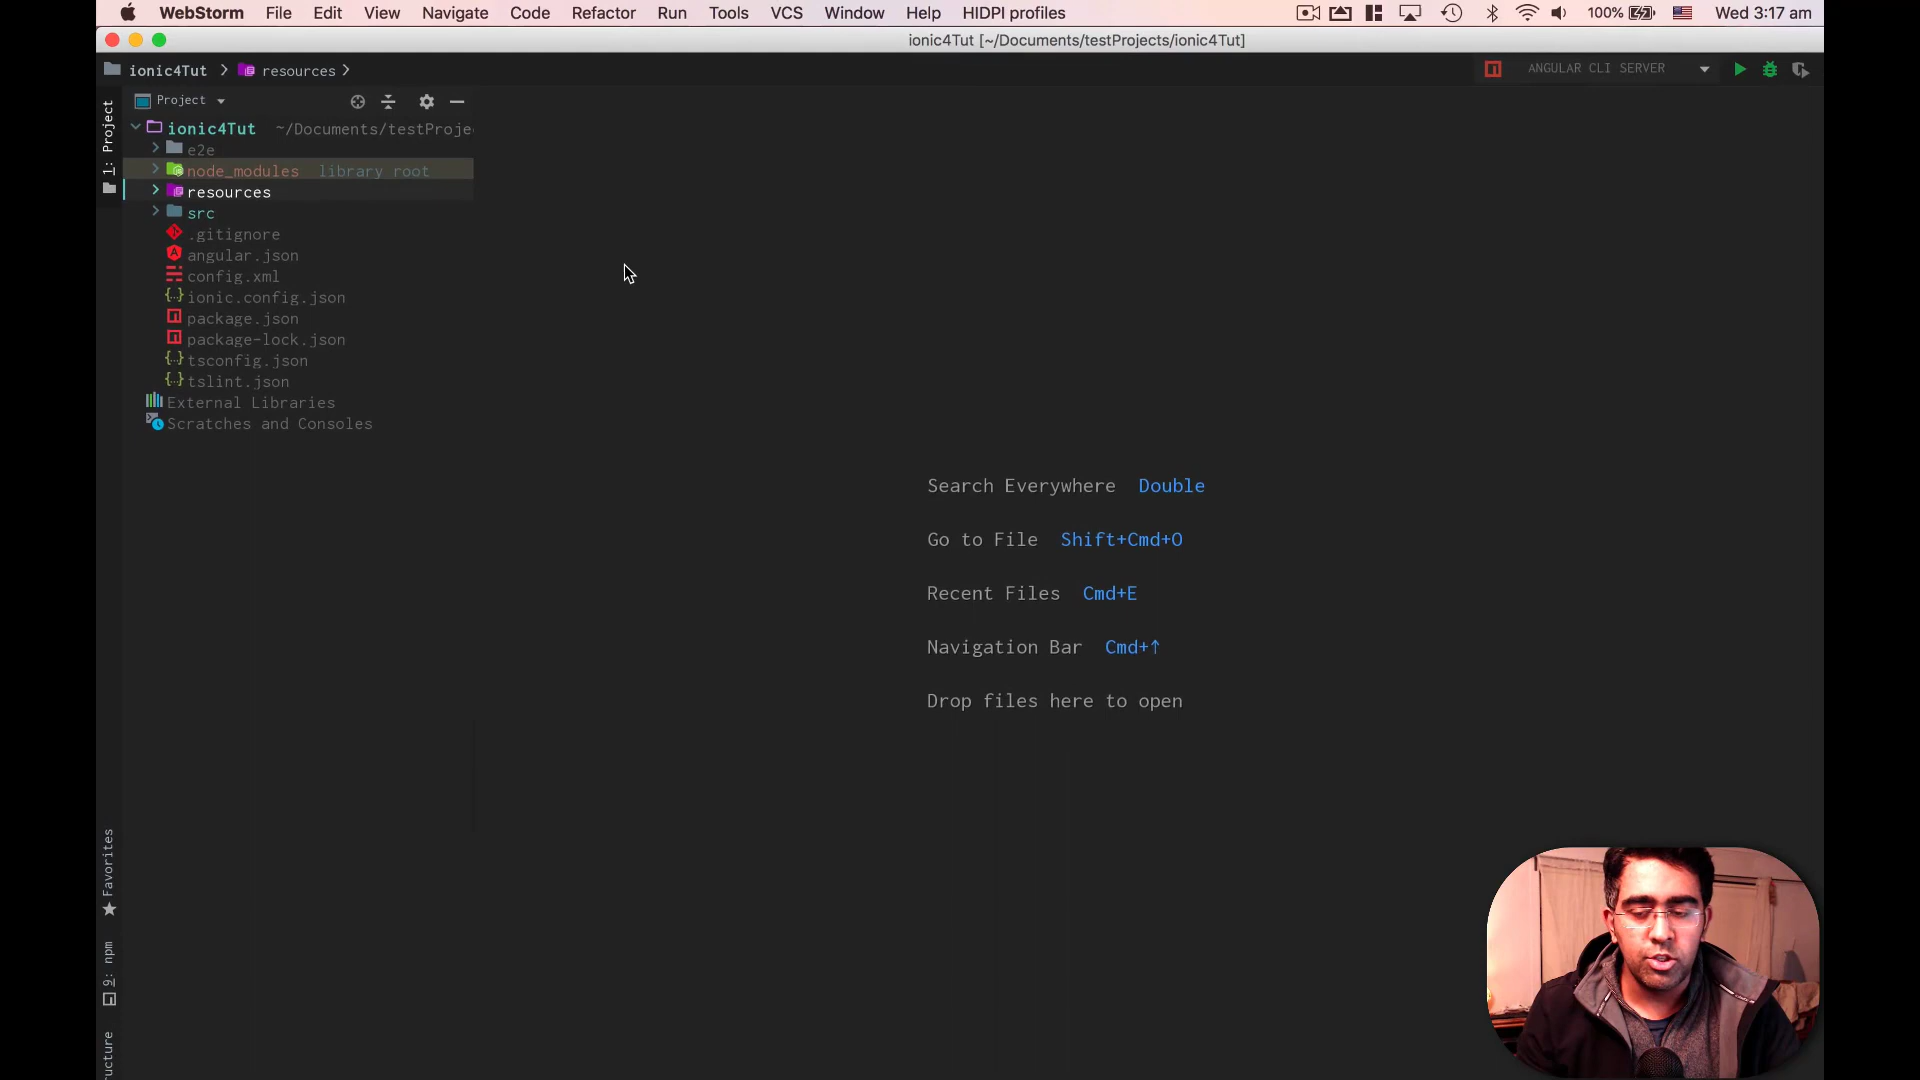 WebStorm File Edit View Navigate Code Refactor Run Tools VCS Window Help HIDPI profiles 100% Wed 3:17 am
ionic4Tut [~/Documents/testProjects/ionic4Tut]
ionic4Tut resources ANGULAR CLI SERVER
Project
1: Project
ionic4Tut ~/Documents/testProje
e2e
node_modules library root
resources
src
.gitignore
angular.json
config.xml
ionic.config.json
package.json
package-lock.json
tsconfig.json
tslint.json
External Libraries
Scratches and Consoles
Search Everywhere Double
Go to File Shift+Cmd+O
Recent Files Cmd+E
Navigation Bar Cmd+↑
Drop files here to open
Favorites
9: npm
ucture